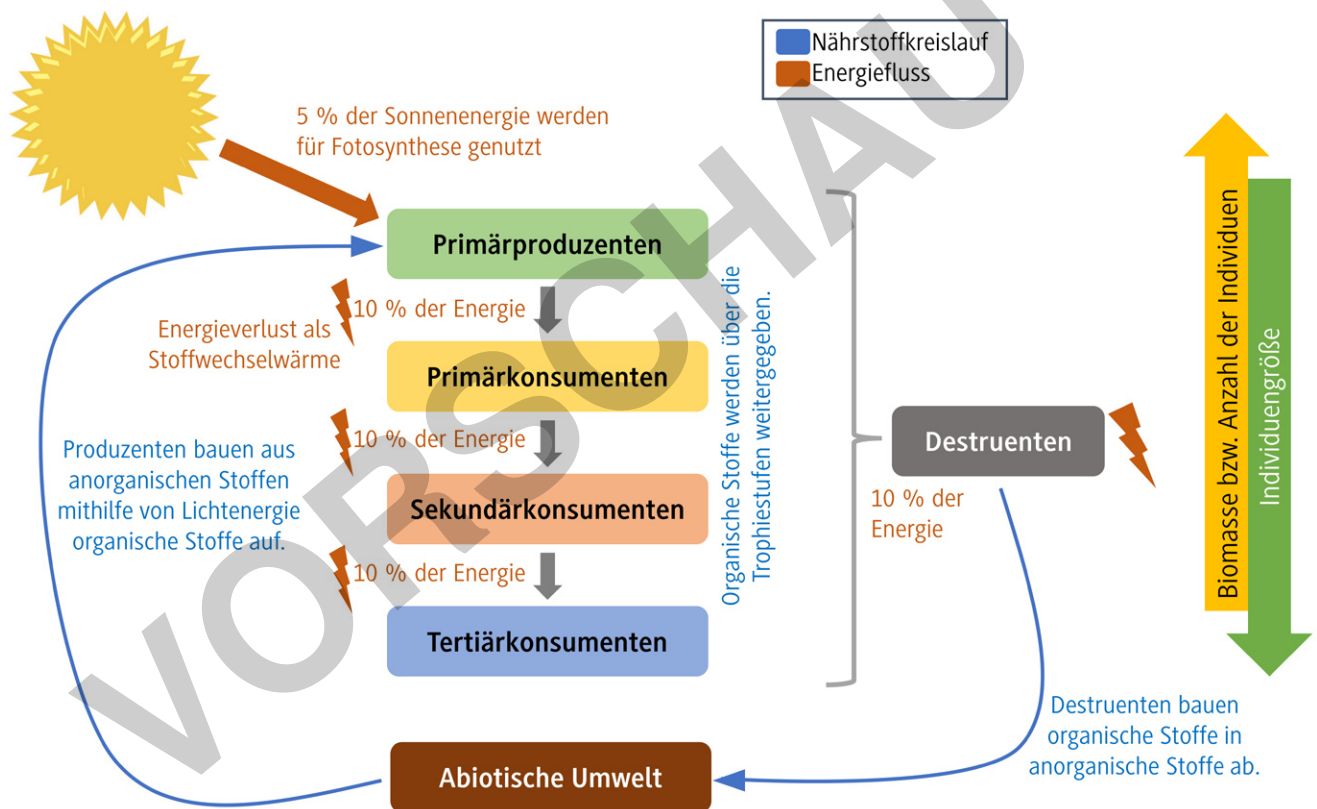 Nährstoffkreislauf
Energiefluss
5 % der Sonnenenergie werden
für Fotosynthese genutzt
Primärproduzenten
10 % der Energie
Energieverlust als
Stoffwechselwärme
Primärkonsumenten
10 % der Energie
Produzenten bauen aus
anorganischen Stoffen
mithilfe von Lichtenergie
organische Stoffe auf.
Sekundärkonsumenten
10 % der Energie
Tertiärkonsumenten
Organische Stoffe werden über die
Trophiestufen weitergegeben.
Destruenten
10 % der
Energie
Biomasse bzw. Anzahl der Individuen
Individuengröße
Destruenten bauen
organische Stoffe in
anorganische Stoffe ab.
Abiotische Umwelt
VORSCHAU